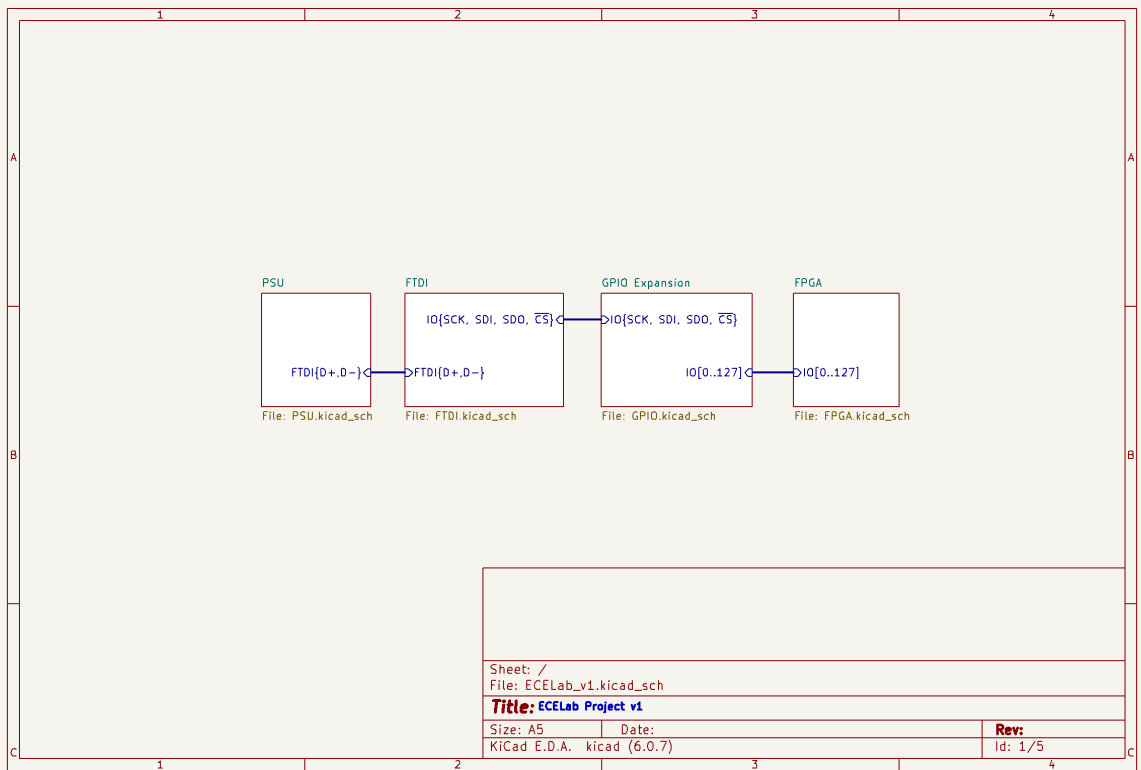 1 2 3 4
A A
PSU FTDI GPIO Expansion FPGA
IO{SCK, SDI, SDO, C̅S̅} IO{SCK, SDI, SDO, C̅S̅}
FTDI{D+,D-} FTDI{D+,D-} IO[0..127] IO[0..127]
File: PSU.kicad_sch File: FTDI.kicad_sch File: GPIO.kicad_sch File: FPGA.kicad_sch
B B
Sheet: /
File: ECELab_v1.kicad_sch
Title: ECELab Project v1
Size: A5 Date: Rev:
KiCad E.D.A. kicad (6.0.7) Id: 1/5
C C
1 2 3 4